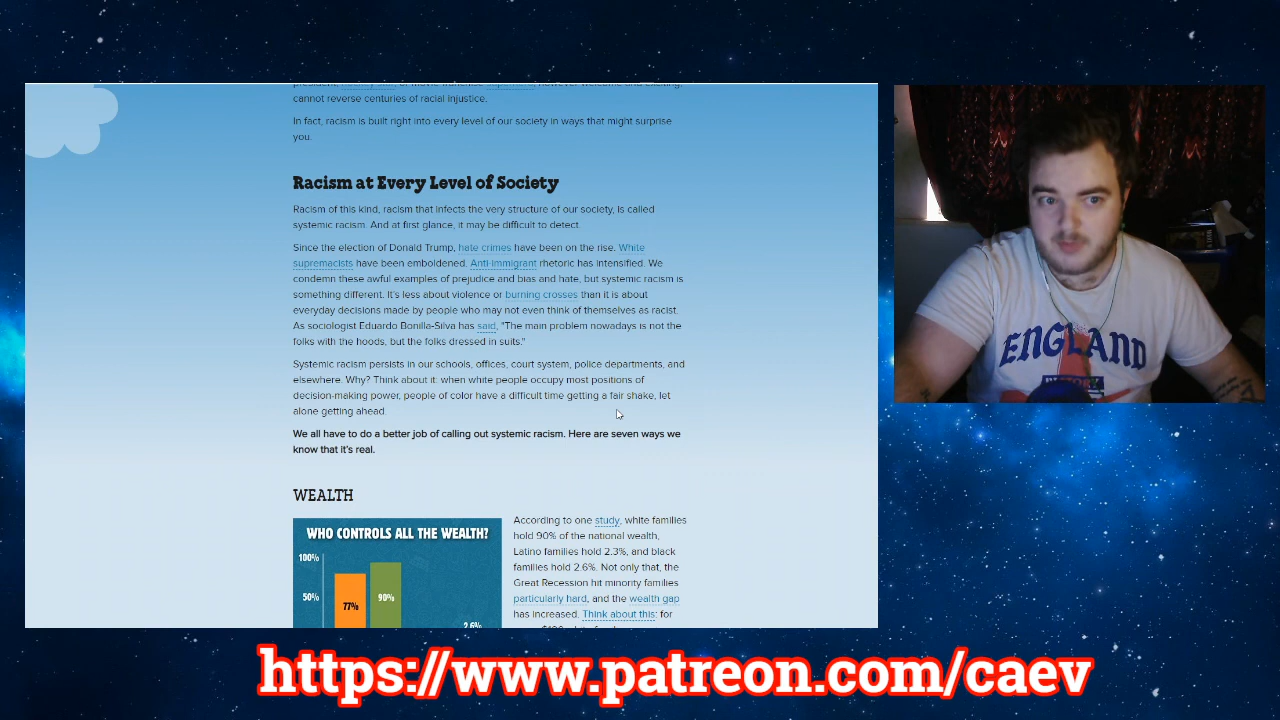 cannot reverse centuries of racial injustice.
In fact, racism is built right into every level of our society in ways that might surprise
you.
Racism at Every Level of Society
Racism of this kind, racism that infects the very structure of our society, is called
systemic racism. And at first glance, it may be difficult to detect.
Since the election of Donald Trump, hate crimes have been on the rise. White
supremacists have been emboldened. Anti-immigrant rhetoric has intensified. We
condemn these awful examples of prejudice and bias and hate, but systemic racism is
something different. It's less about violence or burning crosses than it is about
everyday decisions made by people who may not even think of themselves as racist.
As sociologist Eduardo Bonilla-Silva has said, "The main problem nowadays is not the
folks with the hoods, but the folks dressed in suits."
Systemic racism persists in our schools, offices, court system, police departments, and
elsewhere. Why? Think about it: when white people occupy most positions of
decision-making power, people of color have a difficult time getting a fair shake, let
alone getting ahead.
We all have to do a better job of calling out systemic racism. Here are seven ways we
know that it's real.
WEALTH
WHO CONTROLS ALL THE WEALTH?
100%
50%
77%
90%
2.6%
According to one study, white families
hold 90% of the national wealth,
Latino families hold 2.3%, and black
families hold 2.6%. Not only that, the
Great Recession hit minority families
particularly hard, and the wealth gap
has increased. Think about this: for
ENGLAND
https://www.patreon.com/caev